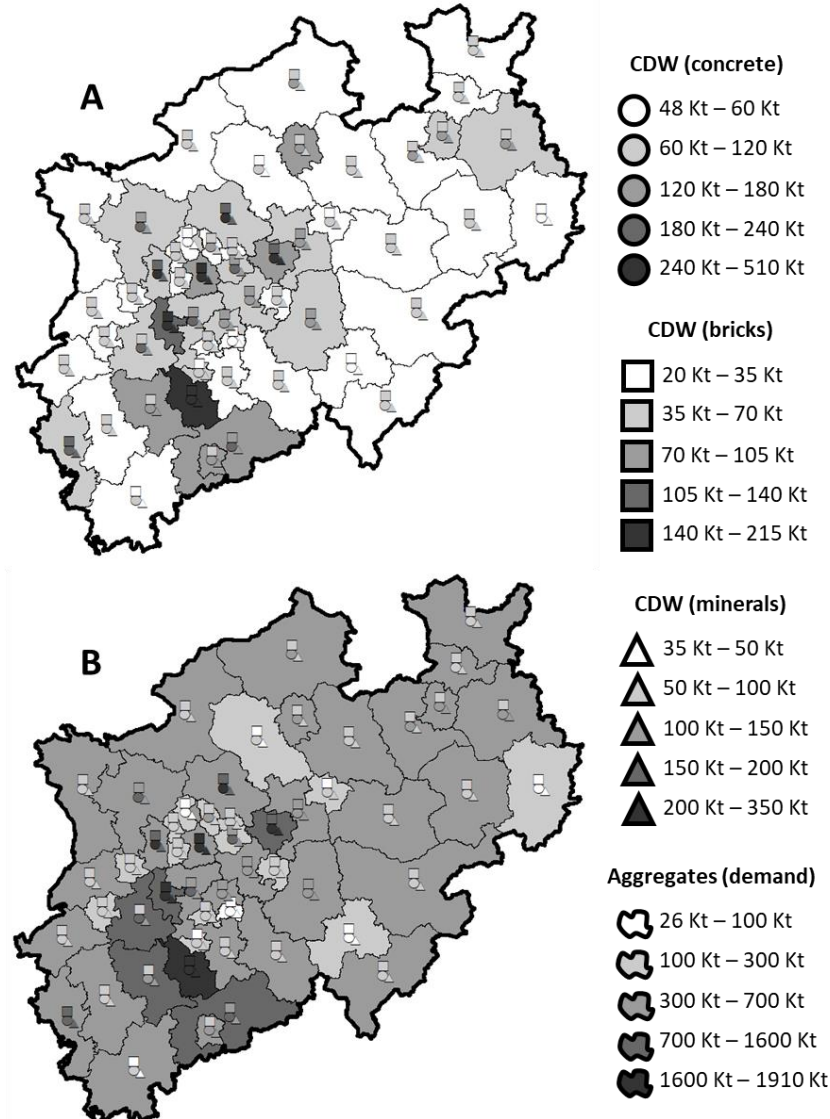 A
CDW (concrete)
48 Kt – 60 Kt
60 Kt – 120 Kt
120 Kt – 180 Kt
180 Kt – 240 Kt
240 Kt – 510 Kt
CDW (bricks)
20 Kt – 35 Kt
35 Kt – 70 Kt
70 Kt – 105 Kt
105 Kt – 140 Kt
140 Kt – 215 Kt
B
CDW (minerals)
35 Kt – 50 Kt
50 Kt – 100 Kt
100 Kt – 150 Kt
150 Kt – 200 Kt
200 Kt – 350 Kt
Aggregates (demand)
26 Kt – 100 Kt
100 Kt – 300 Kt
300 Kt – 700 Kt
700 Kt – 1600 Kt
1600 Kt – 1910 Kt